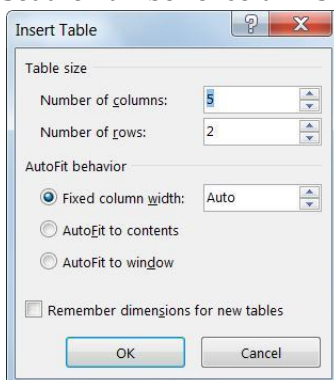 Insert Table
Table size
Number of columns: 5
Number of rows: 2
AutoFit behavior
Fixed column width: Auto
AutoFit to contents
AutoFit to window
Remember dimensions for new tables
OK Cancel